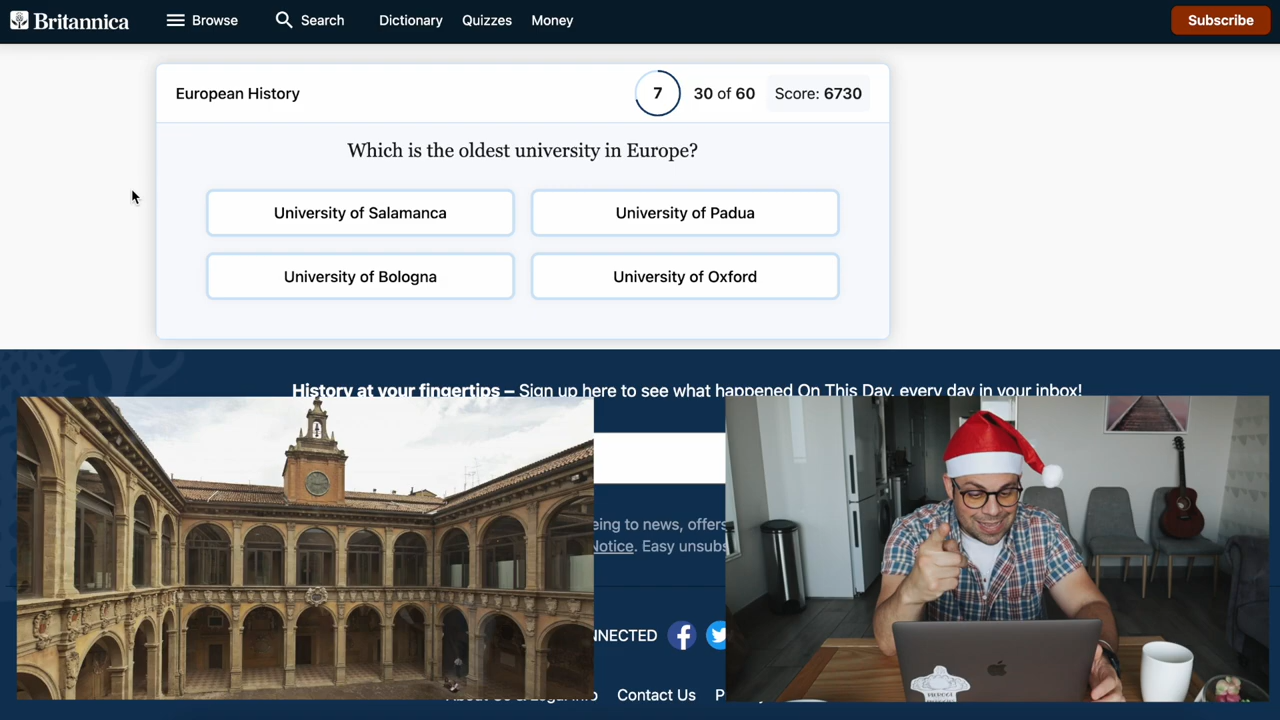 Britannica
Browse
Search
Dictionary
Quizzes
Money
Subscribe
European History
7
30 of 60
Score: 6730
Which is the oldest university in Europe?
University of Salamanca
University of Padua
University of Bologna
University of Oxford
History at your fingertips – Sign up here to see what happened On This Day, every day in your inbox!
to news, offers
Notice. Easy
Contact Us